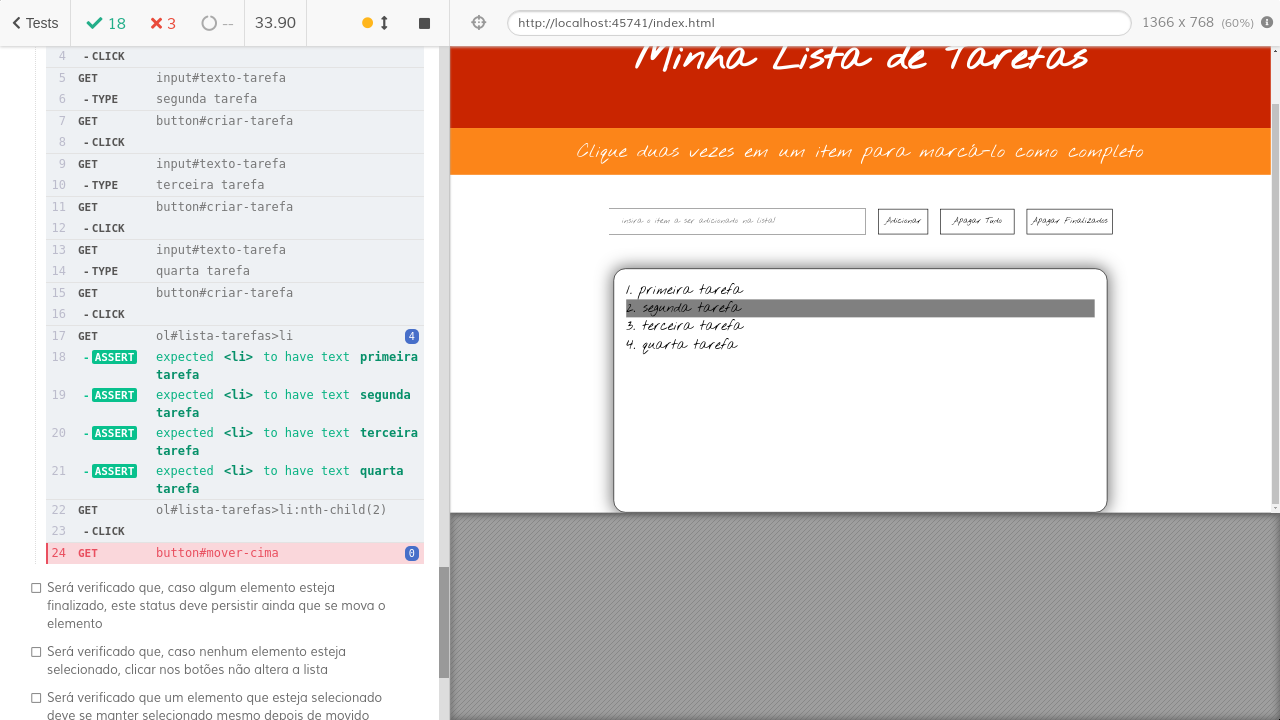 Tests
18
3
--
33.90
http://localhost:45741/index.html
1366 x 768 (60%)
4 - CLICK
5 GET input#texto-tarefa
6 - TYPE segunda tarefa
7 GET button#criar-tarefa
8 - CLICK
9 GET input#texto-tarefa
10 - TYPE terceira tarefa
11 GET button#criar-tarefa
12 - CLICK
13 GET input#texto-tarefa
14 - TYPE quarta tarefa
15 GET button#criar-tarefa
16 - CLICK
17 GET ol#lista-tarefas>li 4
18 - ASSERT expected <li> to have text primeira
tarefa
19 - ASSERT expected <li> to have text segunda
tarefa
20 - ASSERT expected <li> to have text terceira
tarefa
21 - ASSERT expected <li> to have text quarta
tarefa
22 GET ol#lista-tarefas>li:nth-child(2)
23 - CLICK
24 GET button#mover-cima 0
Será verificado que, caso algum elemento esteja
finalizado, este status deve persistir ainda que se mova o
elemento
Será verificado que, caso nenhum elemento esteja
selecionado, clicar nos botões não altera a lista
Será verificado que um elemento que esteja selecionado
deve se manter selecionado mesmo depois de movido
Minha Lista de Tarefas
Clique duas vezes em um item para marcá-lo como completo
insira o item a ser adicionado na lista!
Adicionar
Apagar Tudo
Apagar Finalizados
1. primeira tarefa
2. segunda tarefa
3. terceira tarefa
4. quarta tarefa